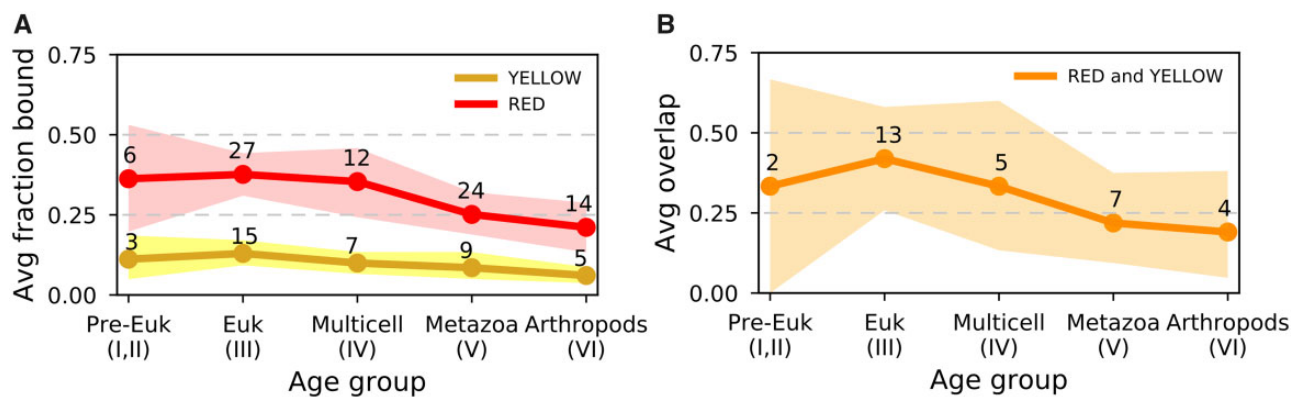 A
Avg fraction bound
0.75
0.50
0.25
0.00
YELLOW
RED
6
27
12
24
14
3
15
7
9
5
Pre-Euk
(I,II)
Euk
(III)
Multicell
(IV)
Metazoa
(V)
Arthropods
(VI)
Age group
B
Avg overlap
0.75
0.50
0.25
0.00
RED and YELLOW
2
13
5
7
4
Pre-Euk
(I,II)
Euk
(III)
Multicell
(IV)
Metazoa
(V)
Arthropods
(VI)
Age group